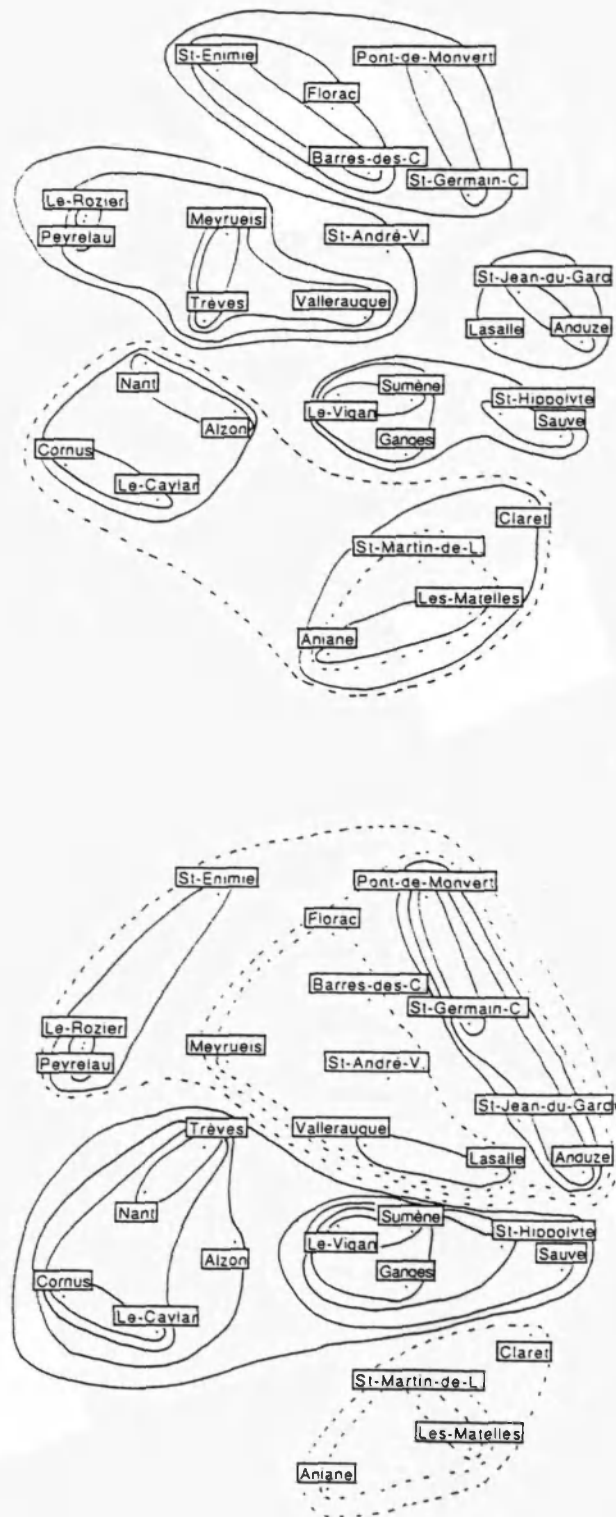 St-Enimie Pont-de-Monvert
Florac
Barres-des-C
St-Germain-C
Le-Rozier
Meyrueis
Peyrelau St-André-V.
St-Jean-du-Gard
Trèves Vallerauque
Lasalle Anduze
Nant Sumène
St-Hippolyte
Le-Vigan
Sauve
Alzon
Ganges
Cornus
Le-Caylar
Claret
St-Martin-de-L
Les-Matelles
Aniane
St-Enimie Pont-de-Monvert
Florac
Barres-des-C
St-Germain-C
Le-Rozier
Meyrueis
Peyrelau St-André-V.
St-Jean-du-Gard
Trèves Vallerauque
Lasalle Anduze
Nant Sumène
St-Hippolyte
Le-Vigan
Sauve
Alzon
Ganges
Cornus
Le-Caylar
Claret
St-Martin-de-L
Les-Matelles
Aniane